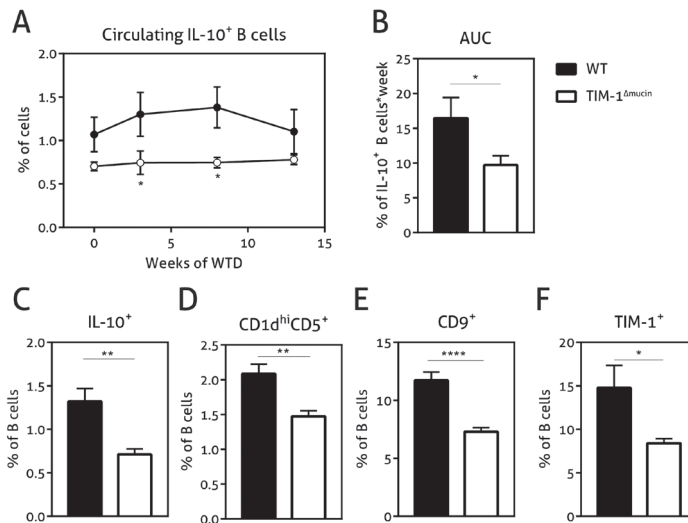 A
Circulating IL-10⁺ B cells
% of cells
2.0
1.5
1.0
0.5
0.0
*
*
0
5
10
15
Weeks of WTD
B
AUC
% of IL-10⁺ B cells*week
25
20
15
10
5
0
*
WT
TIM-1^Δmucin
C
IL-10⁺
% of B cells
2.0
1.5
1.0
0.5
0.0
**
D
CD1d^hiCD5⁺
% of B cells
2.5
2.0
1.5
1.0
0.5
0.0
**
E
CD9⁺
% of B cells
15
10
5
0
****
F
TIM-1⁺
% of B cells
20
15
10
5
0
*